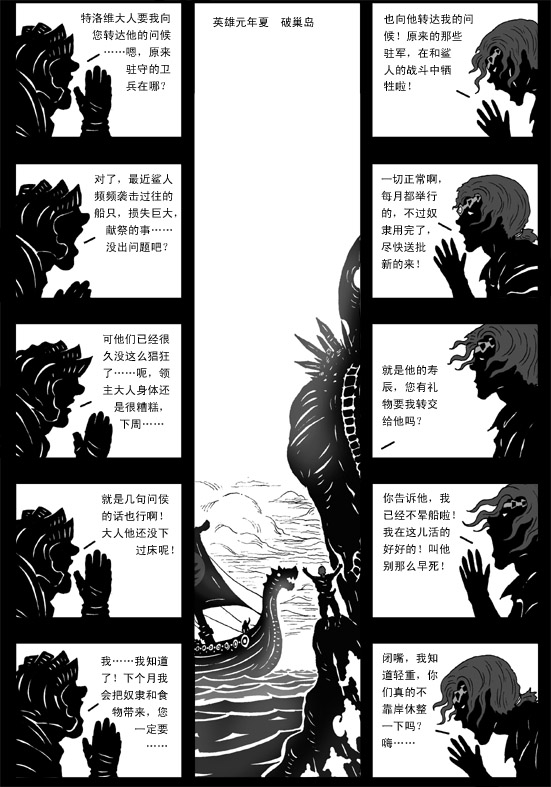 英雄元年夏 破巢岛
特洛维大人要我向
您转达他的问候
……嗯，原来
驻守的卫
兵在哪？
也向他转达我的问
候！原来的那些
驻军，在和鲨
人的战斗中牺
牲啦！
对了，最近鲨人
频频袭击过往的
船只，损失巨大，
献祭的事……
没出问题吧？
一切正常啊，
每月都举行
的，不过奴
隶用完了，
尽快送批
新的来！
可他们已经很
久没这么猖狂
了……呃，领
主大人身体还
是很糟糕，
下周……
就是他的寿
辰，您有礼
物要我转交
给他吗？
就是几句问侯
的话也行啊！
大人他还没下
过床呢！
你告诉他，我
已经不晕船啦！
我在这儿活的
好好的！叫他
别那么早死！
我……我知道
了！下个月我
会把奴隶和食
物带来，您
一定要
……
闭嘴，我知
道轻重，你
们真的不
靠岸休整
一下吗？
嗨……